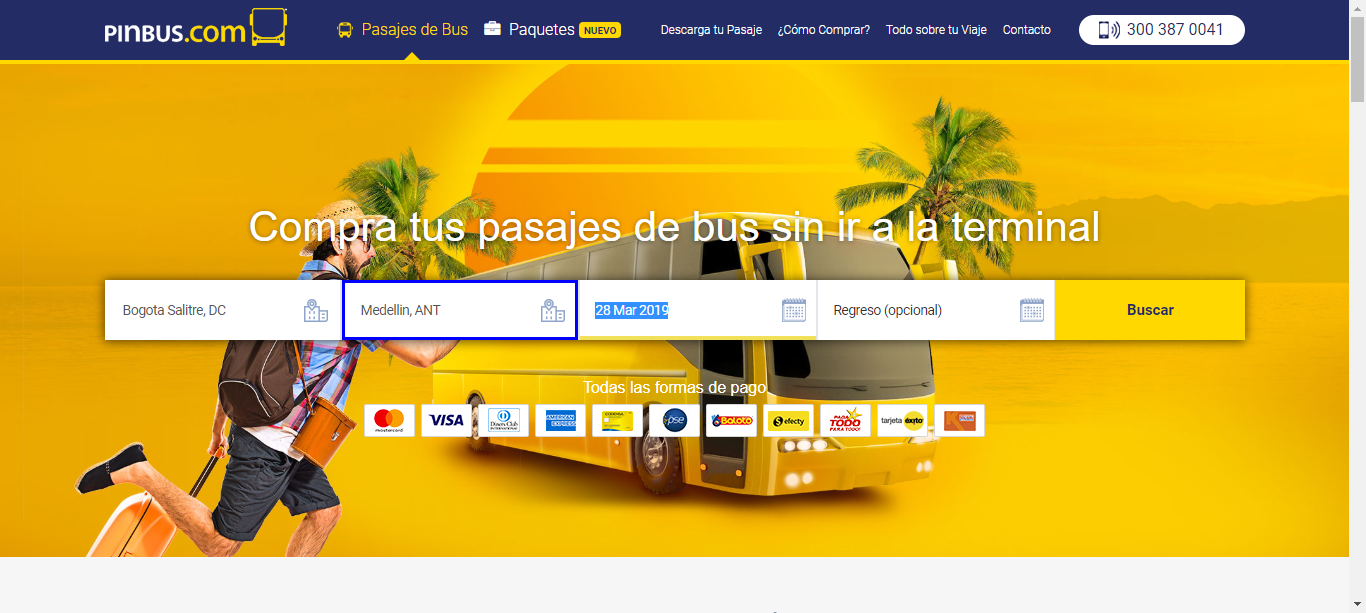 PINBUS.com
Pasajes de Bus
Paquetes NUEVO
Descarga tu Pasaje
¿Cómo Comprar?
Todo sobre tu Viaje
Contacto
300 387 0041
Compra tus pasajes de bus sin ir a la terminal
Bogota Salitre, DC
Medellin, ANT
28 Mar 2019
Regreso (opcional)
Buscar
Todas las formas de pago
mastercard
VISA
Diners Club
INTERNATIONAL
AMERICAN
EXPRESS
CODENSA
pse
Baloto
efecty
PAGA
TODO
PARA TODO!
tarjeta éxito